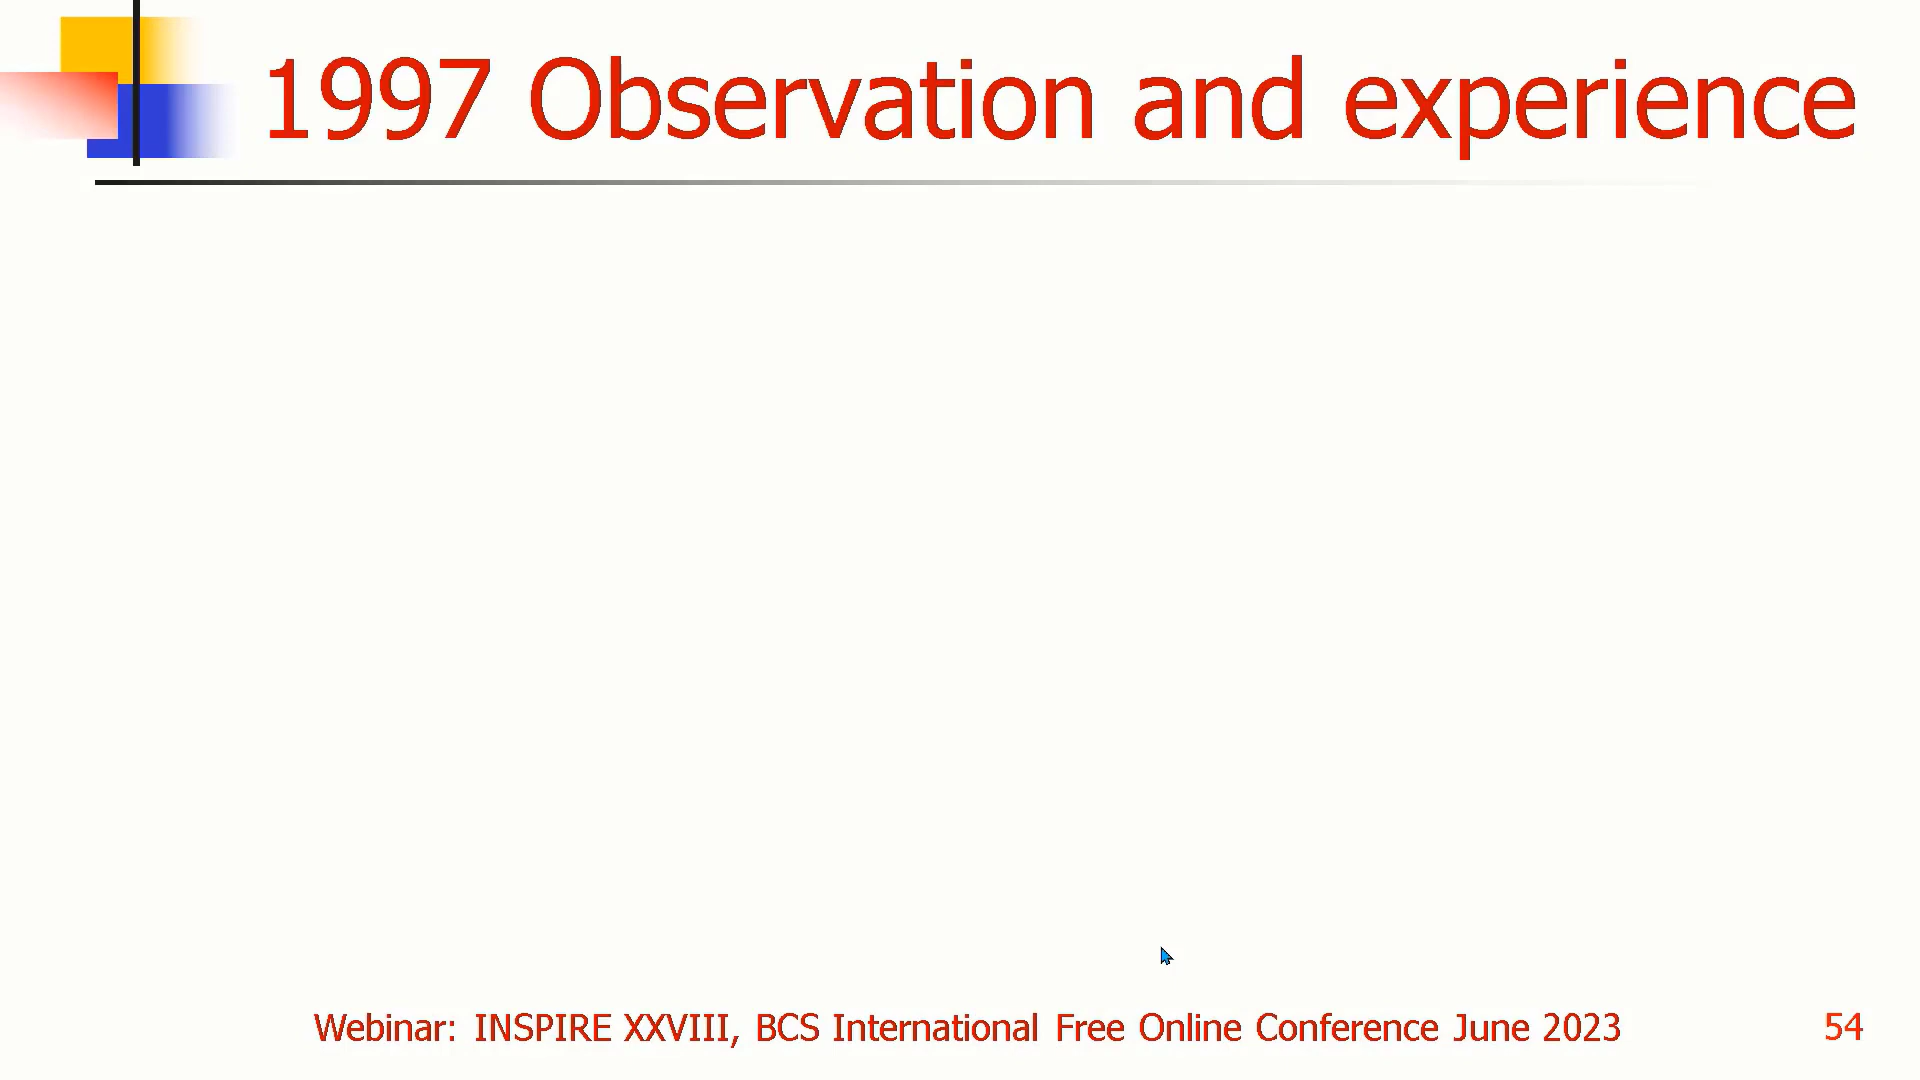 1997 Observation and experience
Webinar: INSPIRE XXVIII, BCS International Free Online Conference June 2023
54